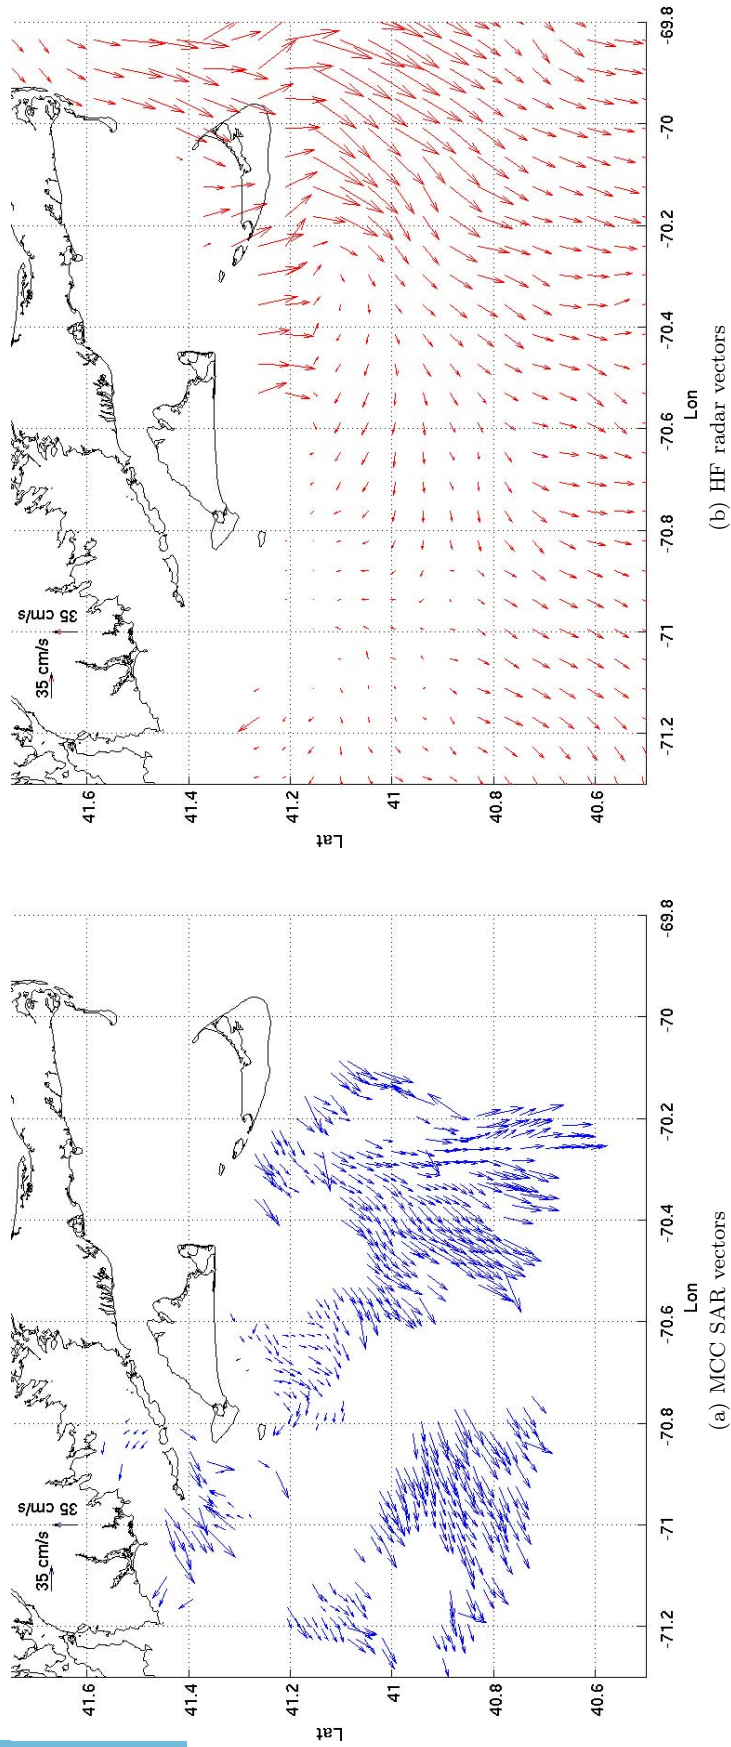 35 cm/s
35 cm/s
41.6
41.4
41.2
41
40.8
40.6
Lat
-71.2
-71
-70.8
-70.6
-70.4
-70.2
-70
-69.8
Lon
(a) MCC SAR vectors
35 cm/s
35 cm/s
41.6
41.4
41.2
41
40.8
40.6
Lat
-71.2
-71
-70.8
-70.6
-70.4
-70.2
-70
-69.8
Lon
(b) HF radar vectors